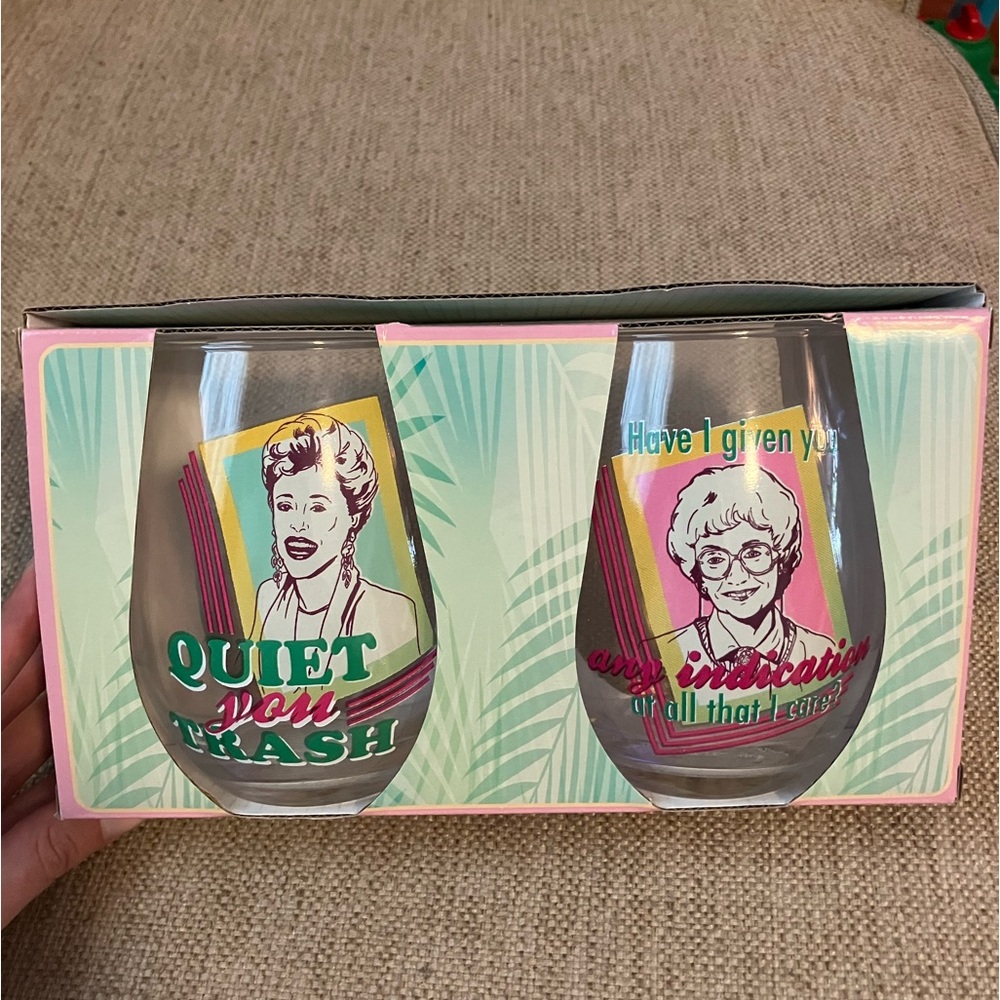 QUIET
you
TRASH
Have I given you
any indication
at all that I care?